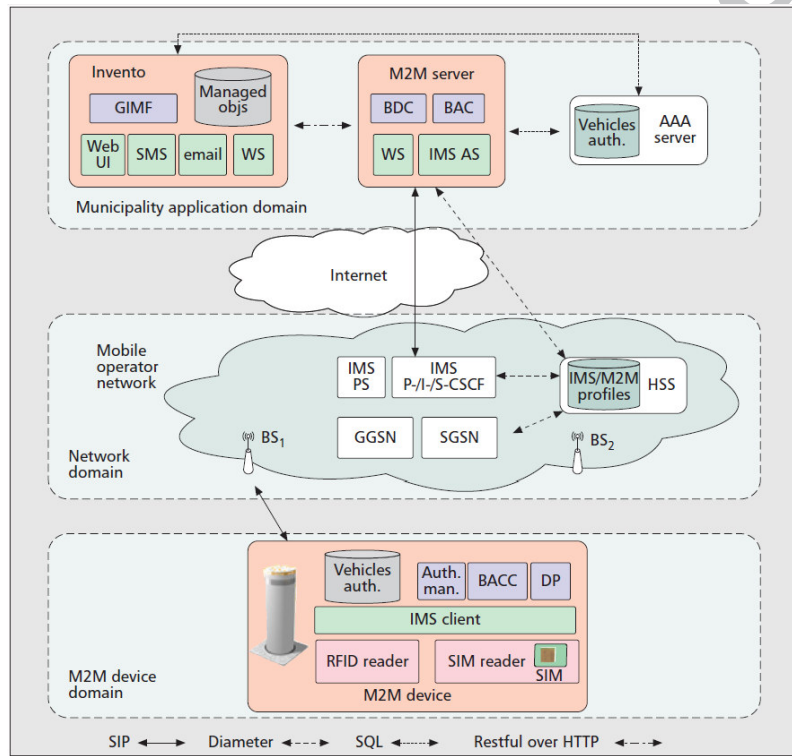 Invento
Managed
objs
GIMF
Web
UI
SMS
email
WS
M2M server
BDC
BAC
WS
IMS AS
Vehicles
auth.
AAA
server
Municipality application domain
Internet
Mobile
operator
network
IMS
PS
IMS
P-/I-/S-CSCF
IMS/M2M
profiles
HSS
BS1
GGSN
SGSN
BS2
Network
domain
Vehicles
auth.
Auth.
man.
BACC
DP
IMS client
RFID reader
SIM reader
SIM
M2M device
M2M device
domain
SIP
Diameter
SQL
Restful over HTTP